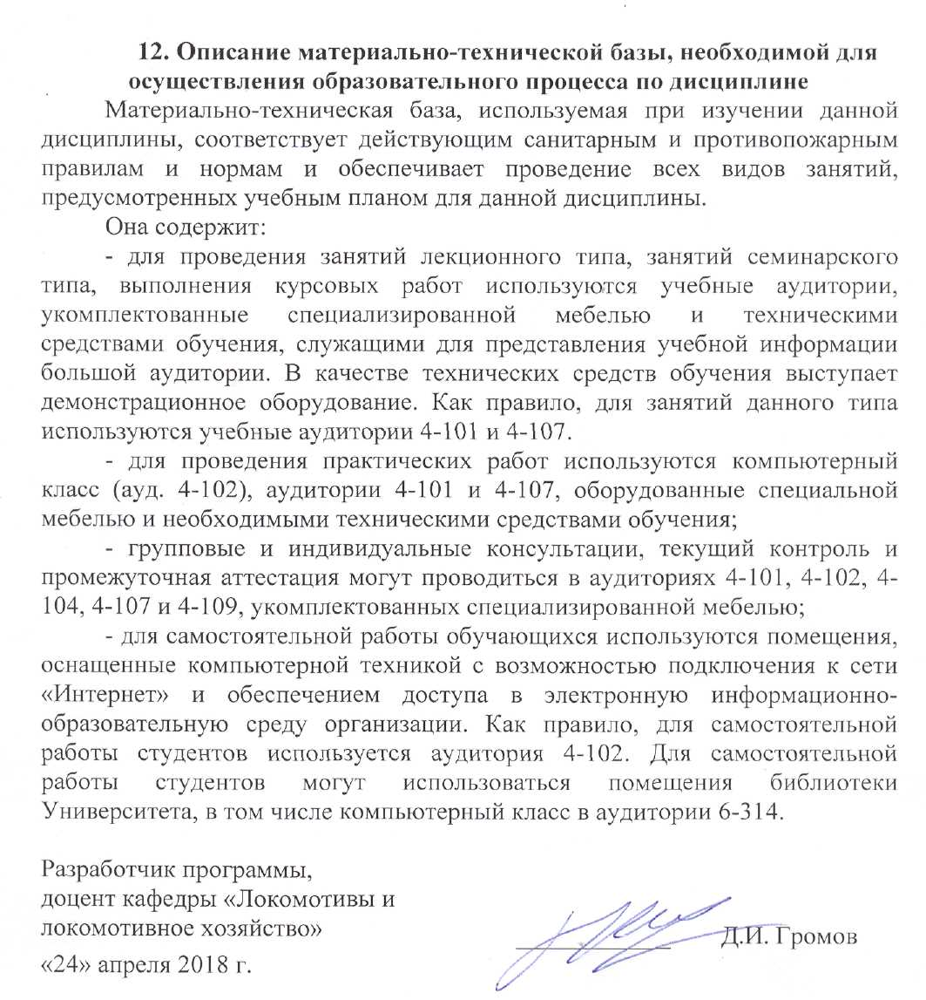 12. Описание материально-технической базы, необходимой для
осуществления образовательного процесса по дисциплине
Материально-техническая база, используемая при изучении данной
дисциплины, соответствует действующим санитарным и противопожарным
правилам и нормам и обеспечивает проведение всех видов занятий,
предусмотренных учебным планом для данной дисциплины.
Она содержит:
- для проведения занятий лекционного типа, занятий семинарского
типа, выполнения курсовых работ используются учебные аудитории,
укомплектованные специализированной мебелью и техническими
средствами обучения, служащими для представления учебной информации
большой аудитории. В качестве технических средств обучения выступает
демонстрационное оборудование. Как правило, для занятий данного типа
используются учебные аудитории 4-101 и 4-107.
- для проведения практических работ используются компьютерный
класс (ауд. 4-102), аудитории 4-101 и 4-107, оборудованные специальной
мебелью и необходимыми техническими средствами обучения;
- групповые и индивидуальные консультации, текущий контроль и
промежуточная аттестация могут проводиться в аудиториях 4-101, 4-102, 4-
104, 4-107 и 4-109, укомплектованных специализированной мебелью;
- для самостоятельной работы обучающихся используются помещения,
оснащенные компьютерной техникой с возможностью подключения к сети
«Интернет» и обеспечением доступа в электронную информационно-
образовательную среду организации. Как правило, для самостоятельной
работы студентов используется аудитория 4-102. Для самостоятельной
работы студентов могут использоваться помещения библиотеки
Университета, в том числе компьютерный класс в аудитории 6-314.
Разработчик программы,
доцент кафедры «Локомотивы и
локомотивное хозяйство»
Д.И. Громов
«24» апреля 2018 г.